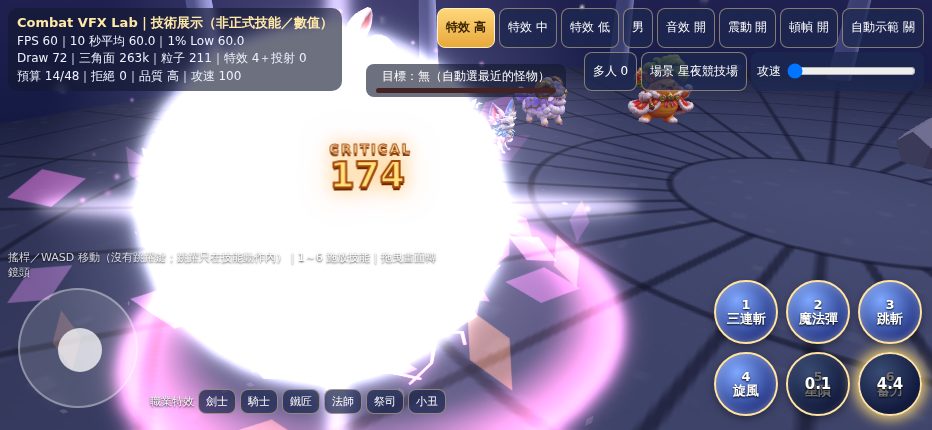 Combat VFX Lab｜技術展示（非正式技能／數值）
FPS 60｜10 秒平均 60.0｜1% Low 60.0
Draw 72｜三角面 263k｜粒子 211｜特效 4＋投射 0
預算 14/48｜拒絕 0｜品質 高｜攻速 100
特效 高
特效 中
特效 低
男
音效 開
震動 開
頓幀 開
自動示範 關
目標：無（自動選最近的怪物）
多人 0
場景 星夜競技場
攻速
CRITICAL
174
搖桿／WASD 移動（沒有跳躍鍵；跳躍只在技能動作內）｜1～6 施放技能｜拖曳畫面轉
鏡頭
1
三連斬
2
魔法彈
3
跳斬
4
旋風
5
0.1
星隕
6
4.4
蓄力
職業特效
劍士
騎士
鐵匠
法師
祭司
小丑